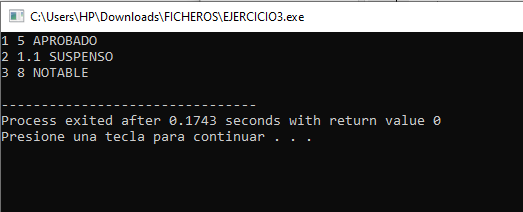 C:\Users\HP\Downloads\FICHEROS\EJERCICIO3.exe
1 5 APROBADO
2 1.1 SUSPENSO
3 8 NOTABLE
--------------------------------
Process exited after 0.1743 seconds with return value 0
Presione una tecla para continuar . . .